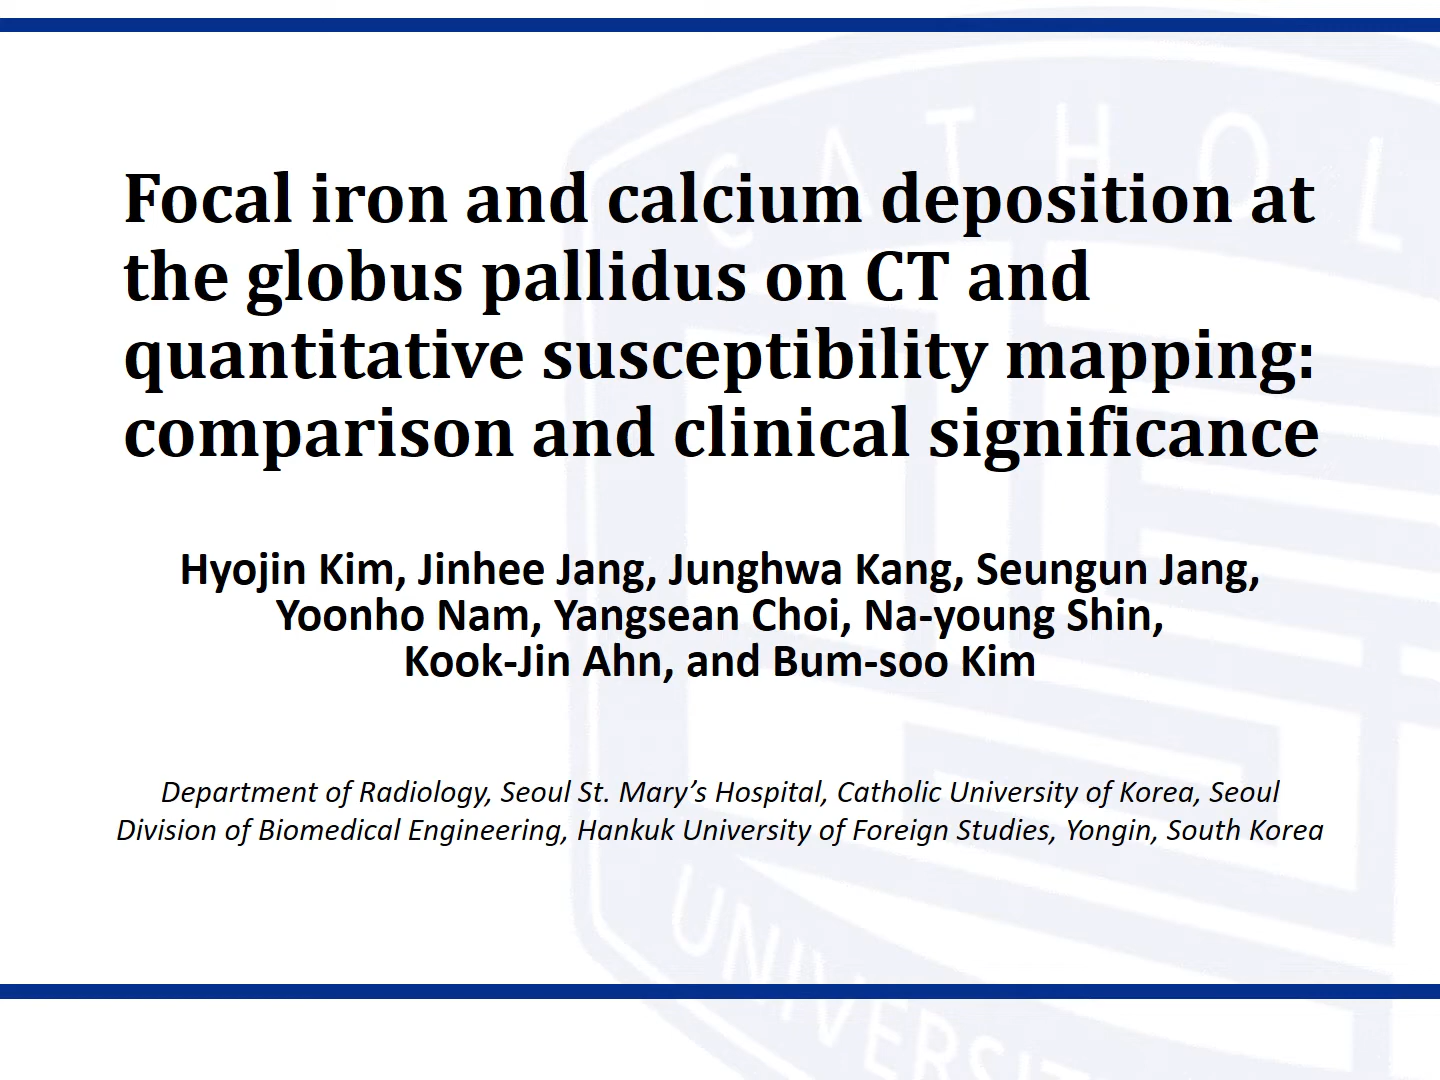 Focal iron and calcium deposition at
the globus pallidus on CT and
quantitative susceptibility mapping:
comparison and clinical significance
Hyojin Kim, Jinhee Jang, Junghwa Kang, Seungun Jang,
Yoonho Nam, Yangsean Choi, Na-young Shin,
Kook-Jin Ahn, and Bum-soo Kim
Department of Radiology, Seoul St. Mary’s Hospital, Catholic University of Korea, Seoul
Division of Biomedical Engineering, Hankuk University of Foreign Studies, Yongin, South Korea
CATHOL
UNIVERSIT